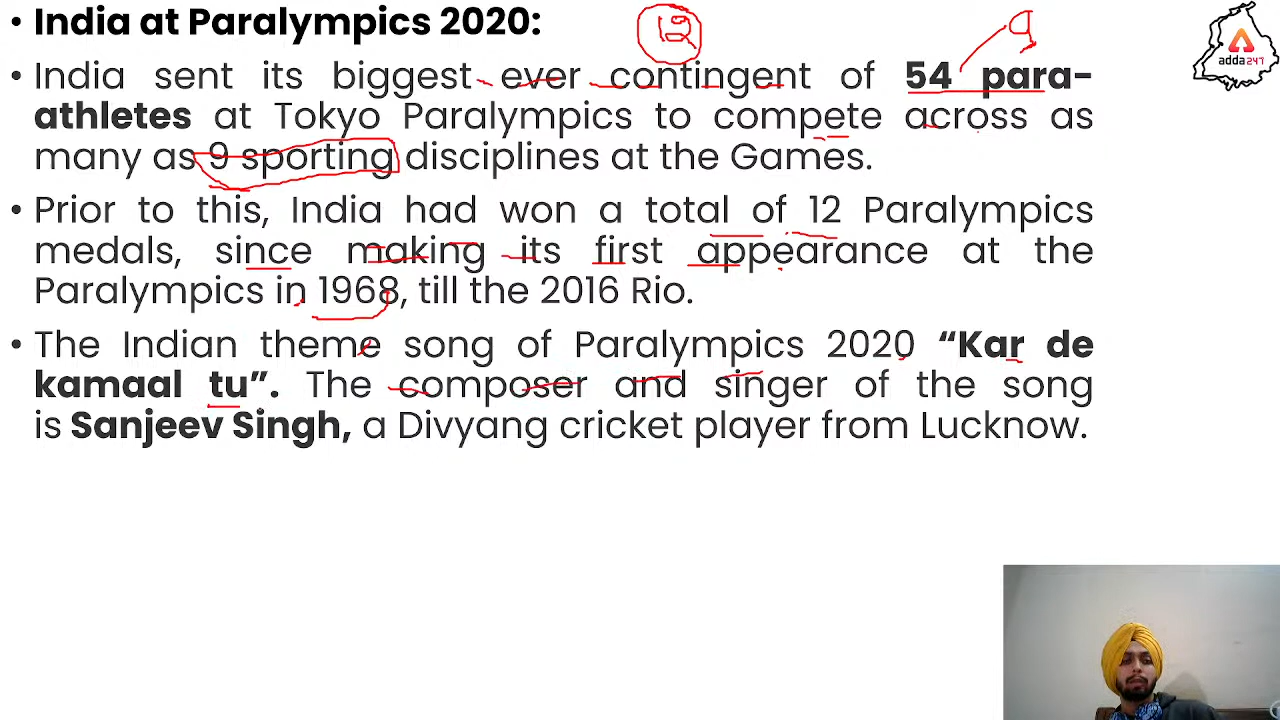 • India at Paralympics 2020:
• India sent its biggest ever contingent of 54 para-
athletes at Tokyo Paralympics to compete across as
many as 9 sporting disciplines at the Games.
• Prior to this, India had won a total of 12 Paralympics
medals, since making its first appearance at the
Paralympics in 1968, till the 2016 Rio.
• The Indian theme song of Paralympics 2020 “Kar de
kamaal tu”. The composer and singer of the song
is Sanjeev Singh, a Divyang cricket player from Lucknow.
adda247